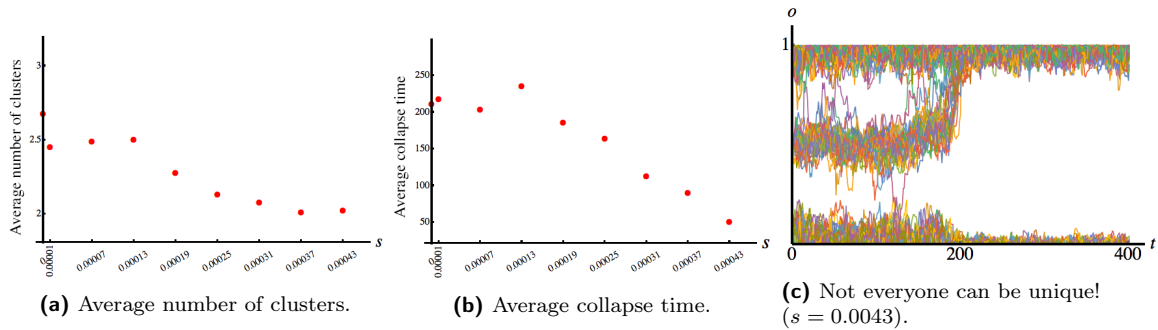 Average number of clusters
3
2.5
2
0.00001
0.00007
0.00013
0.00019
0.00025
0.00031
0.00037
0.00043
s
(a) Average number of clusters.
Average collapse time
250
200
150
100
50
0.00001
0.00007
0.00013
0.00019
0.00025
0.00031
0.00037
0.00043
s
(b) Average collapse time.
o
1
200
400
t
(c) Not everyone can be unique!
(s = 0.0043).